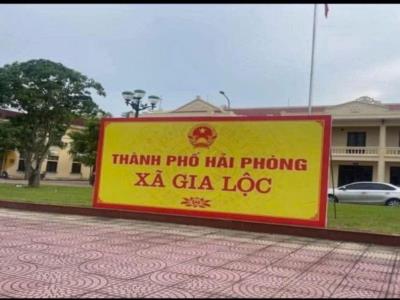 THÀNH PHỐ HẢI PHÒNG
XÃ GIA LỘC